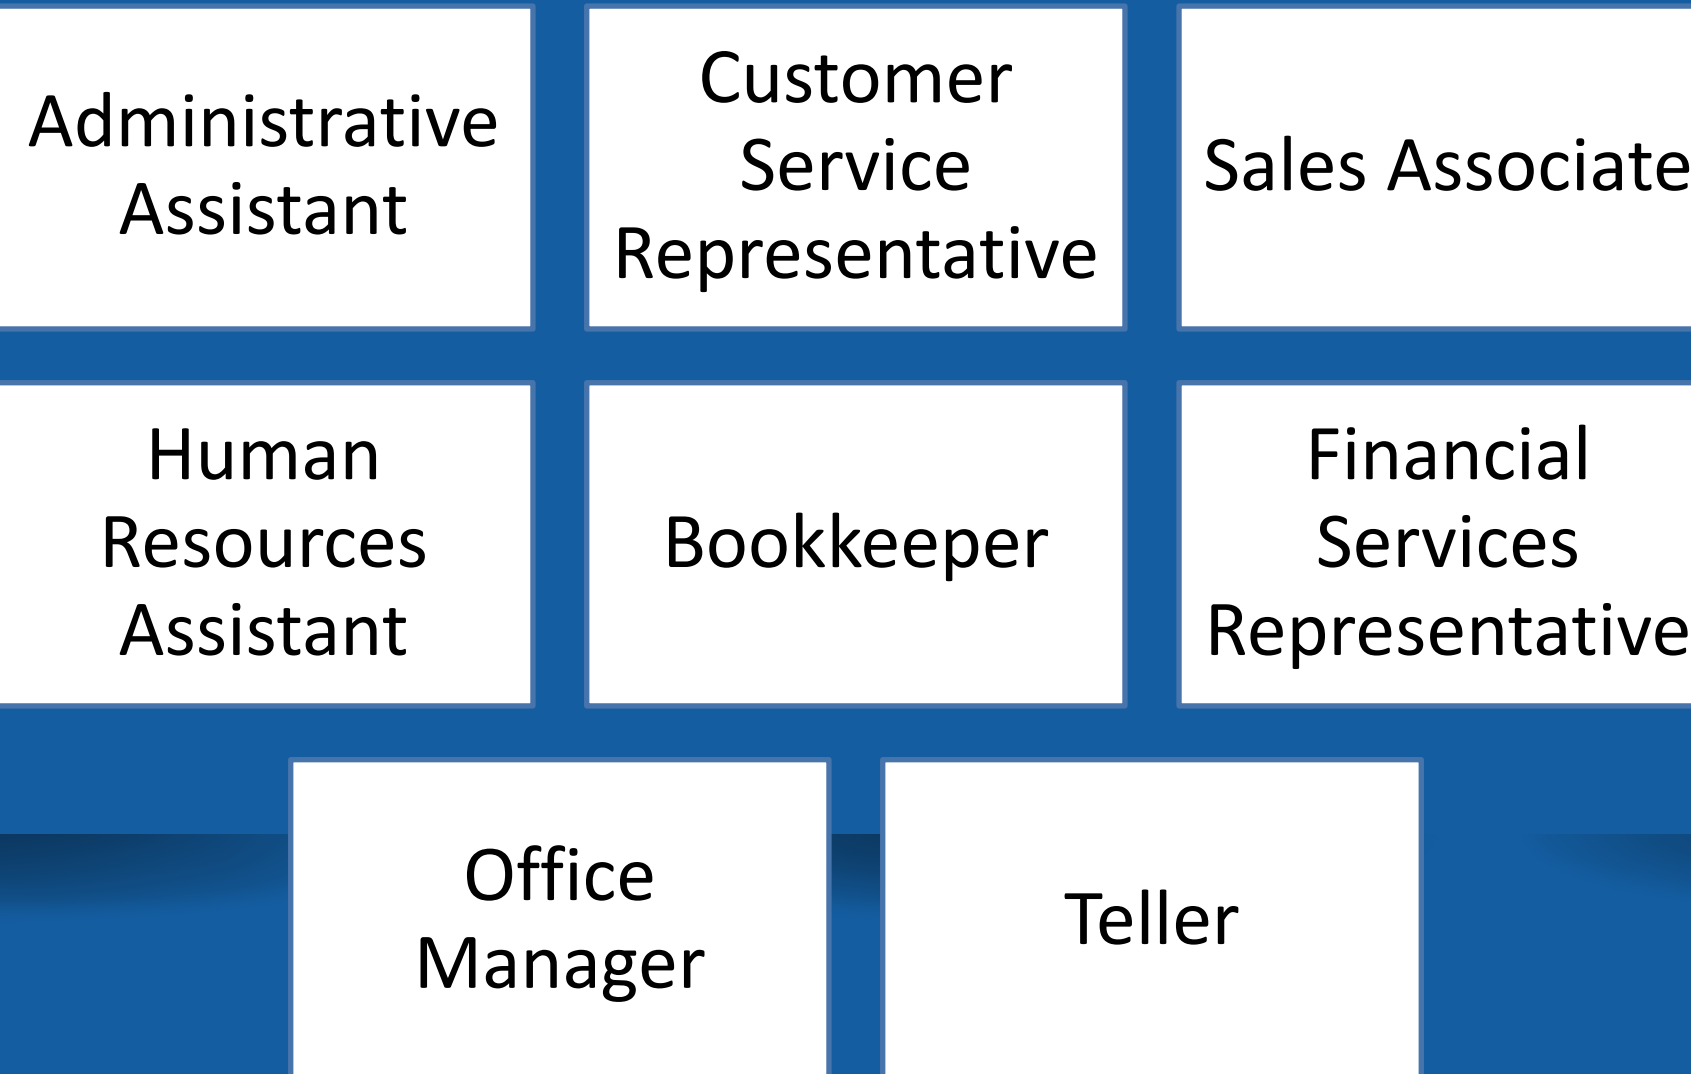 Administrative
Assistant
Customer
Service
Representative
Sales Associate
Human
Resources
Assistant
Bookkeeper
Financial
Services
Representative
Office
Manager
Teller